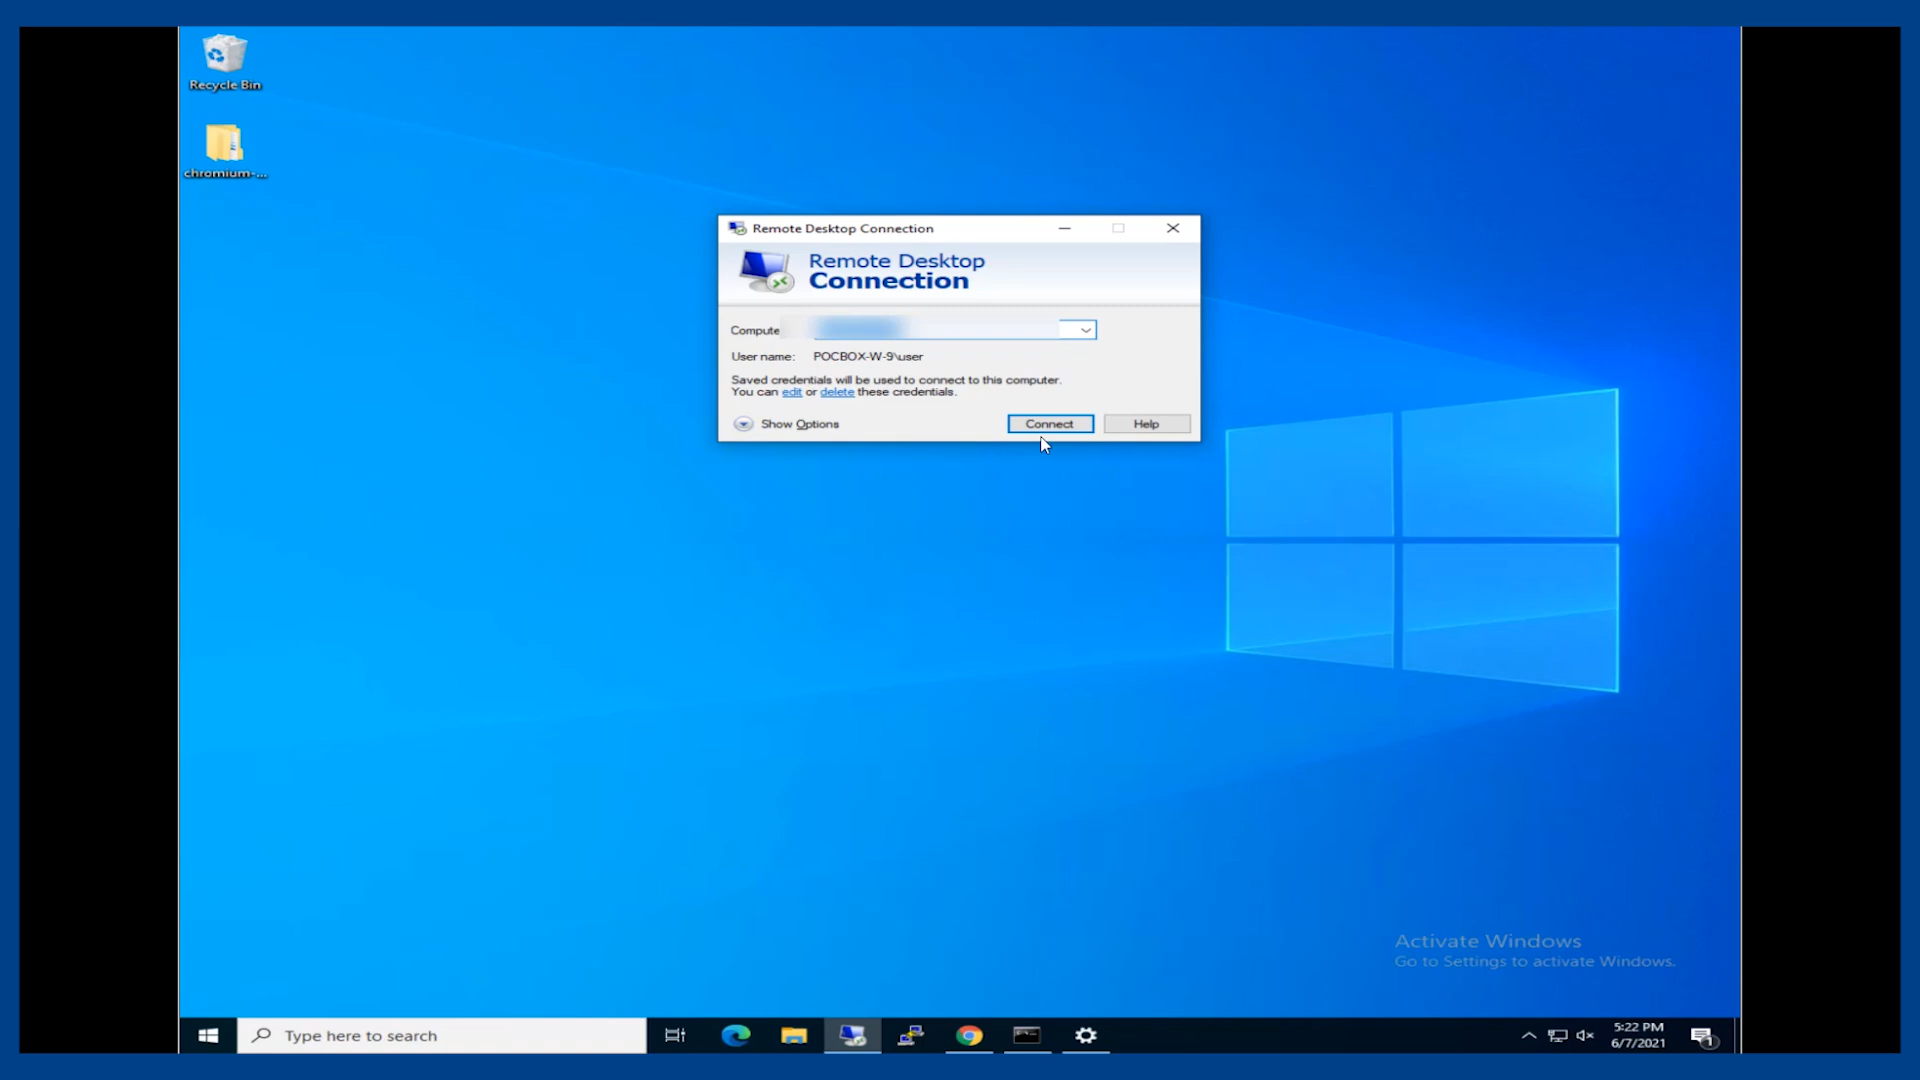 Recycle Bin
chromium-...
Remote Desktop Connection
Remote Desktop
Connection
Compute
User name: POCBOX-W-9\user
Saved credentials will be used to connect to this computer.
You can edit or delete these credentials.
Show Options
Connect
Help
Activate Windows
Go to Settings to activate Windows.
Type here to search
5:22 PM
6/7/2021
1